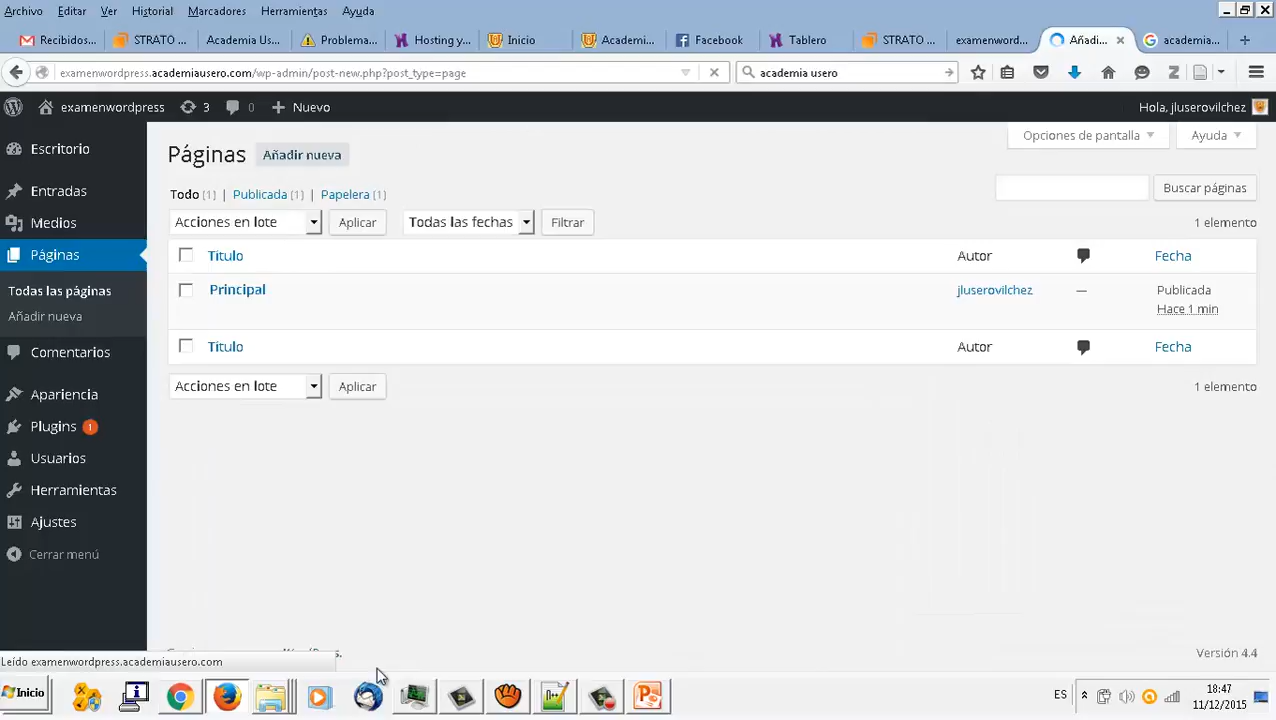 Archivo Editar Ver Historial Marcadores Herramientas Ayuda
Recibidos... STRATO ... Academia Us... Problema... Hosting y... Inicio Academi... Facebook Tablero STRATO ... examenword... Añadi... academia...
examenwordpress.academiausero.com/wp-admin/post-new.php?post_type=page academia usero
examenwordpress 3 0 Nuevo Hola, jluserovilchez
Opciones de pantalla Ayuda
Escritorio
Páginas Añadir nueva
Entradas
Todo (1) | Publicada (1) | Papelera (1) Buscar páginas
Medios
Acciones en lote Aplicar Todas las fechas Filtrar 1 elemento
Páginas
Título Autor Fecha
Todas las páginas
Principal jluserovilchez — Publicada
Hace 1 min
Añadir nueva
Comentarios
Título Autor Fecha
Apariencia
Acciones en lote Aplicar 1 elemento
Plugins 1
Usuarios
Herramientas
Ajustes
Cerrar menú
Versión 4.4
Leído examenwordpress.academiausero.com
Inicio ES 18:47
11/12/2015